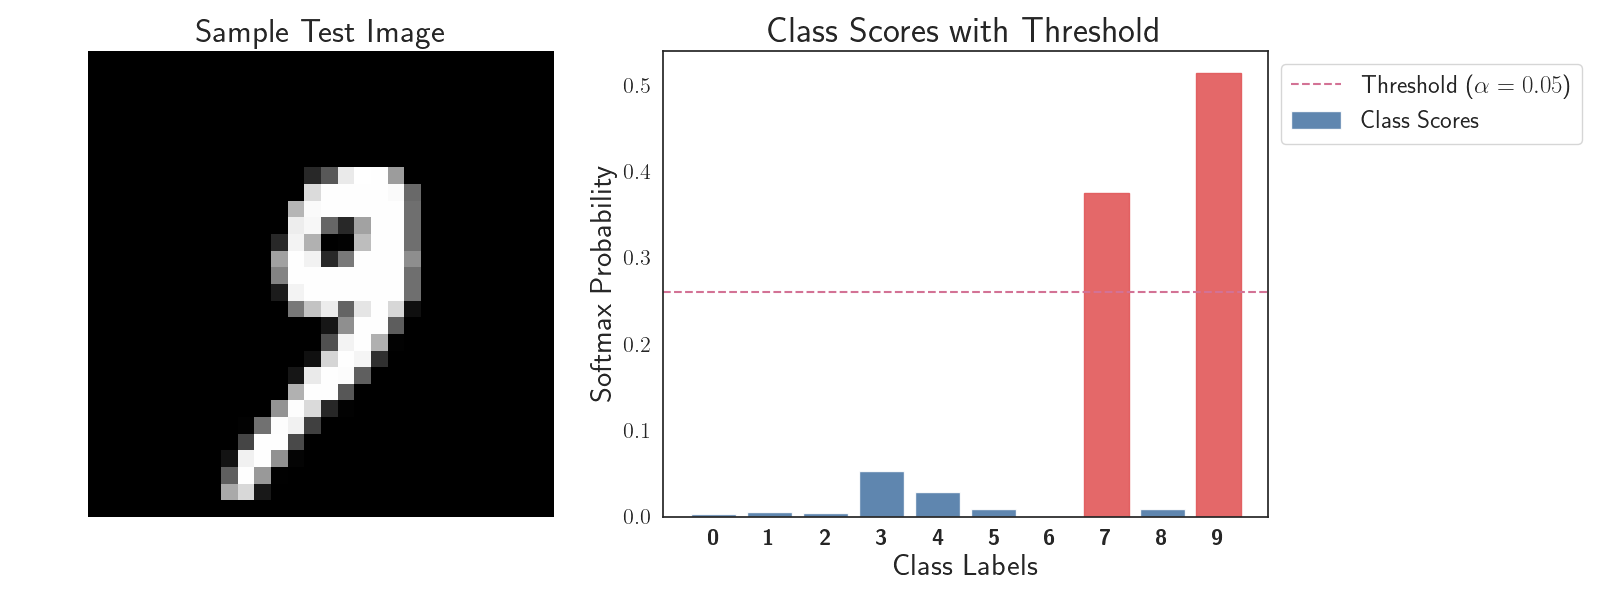 Sample Test Image
9
Class Scores with Threshold
Softmax Probability
0.5
0.4
0.3
0.2
0.1
0.0
0 1 2 3 4 5 6 7 8 9
Class Labels
Threshold (α = 0.05)
Class Scores